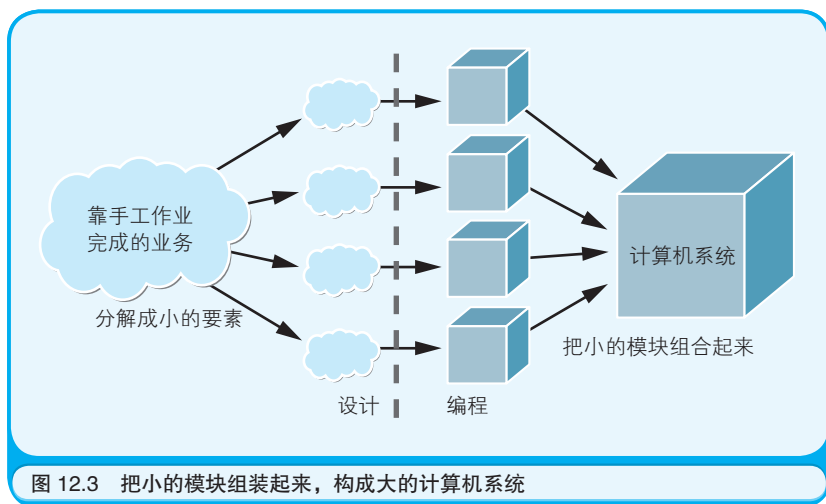 靠手工作业
完成的业务
分解成小的要素
设计
编程
计算机系统
把小的模块组合起来
图 12.3 把小的模块组装起来，构成大的计算机系统